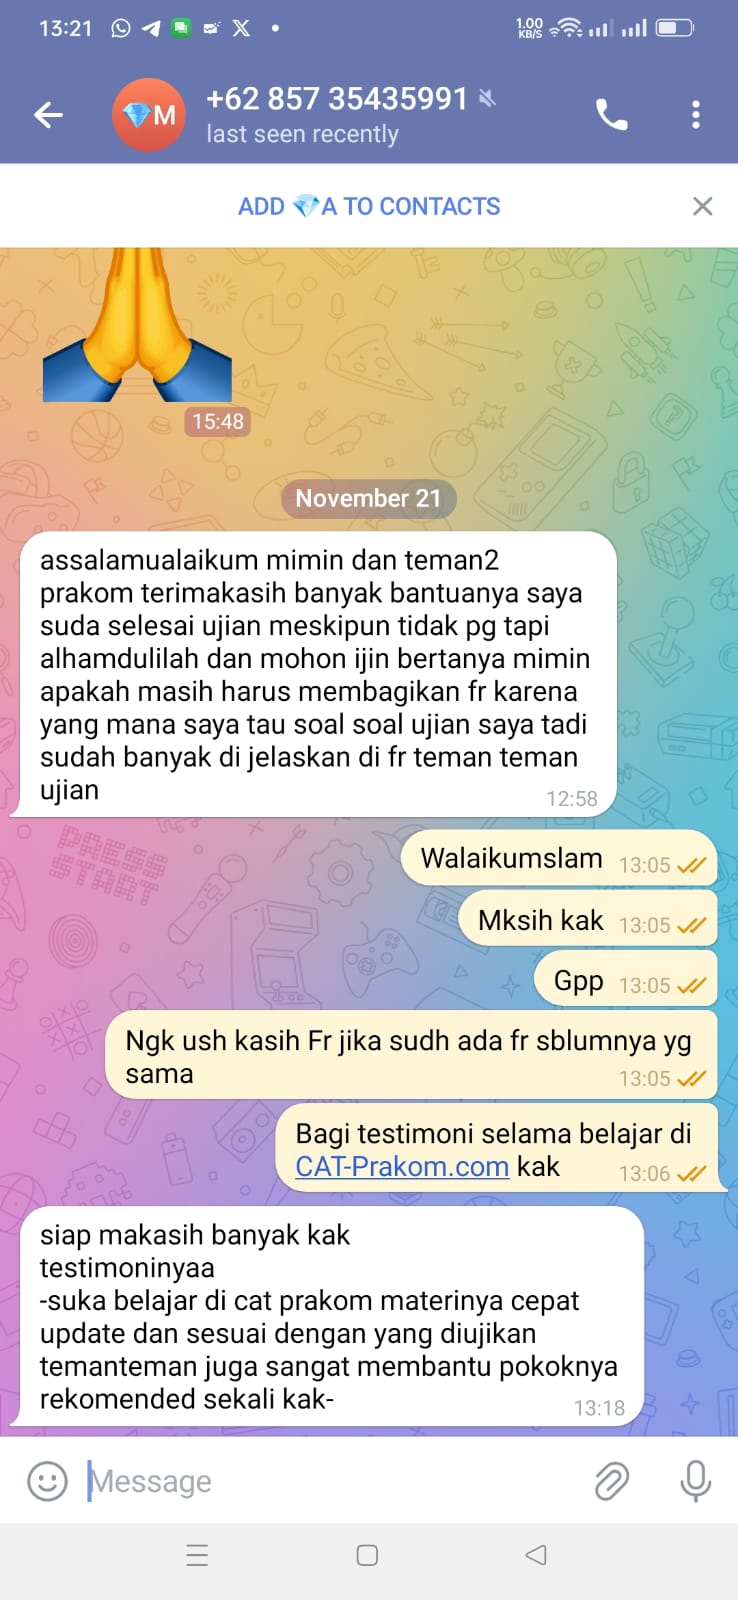 13:21
1.00
KB/S
M
+62 857 35435991
last seen recently
ADD 💎A TO CONTACTS
15:48
November 21
assalamualaikum mimin dan teman2
prakom terimakasih banyak bantuanya saya
suda selesai ujian meskipun tidak pg tapi
alhamdulilah dan mohon ijin bertanya mimin
apakah masih harus membagikan fr karena
yang mana saya tau soal soal ujian saya tadi
sudah banyak di jelaskan di fr teman teman
ujian
12:58
Walaikumslam 13:05
Mksih kak 13:05
Gpp 13:05
Ngk ush kasih Fr jika sudh ada fr sblumnya yg
sama
13:05
Bagi testimoni selama belajar di
CAT-Prakom.com kak 13:06
siap makasih banyak kak
testimoninyaa
-suka belajar di cat prakom materinya cepat
update dan sesuai dengan yang diujikan
temanteman juga sangat membantu pokoknya
rekomended sekali kak-
13:18
PRESS
START
Message